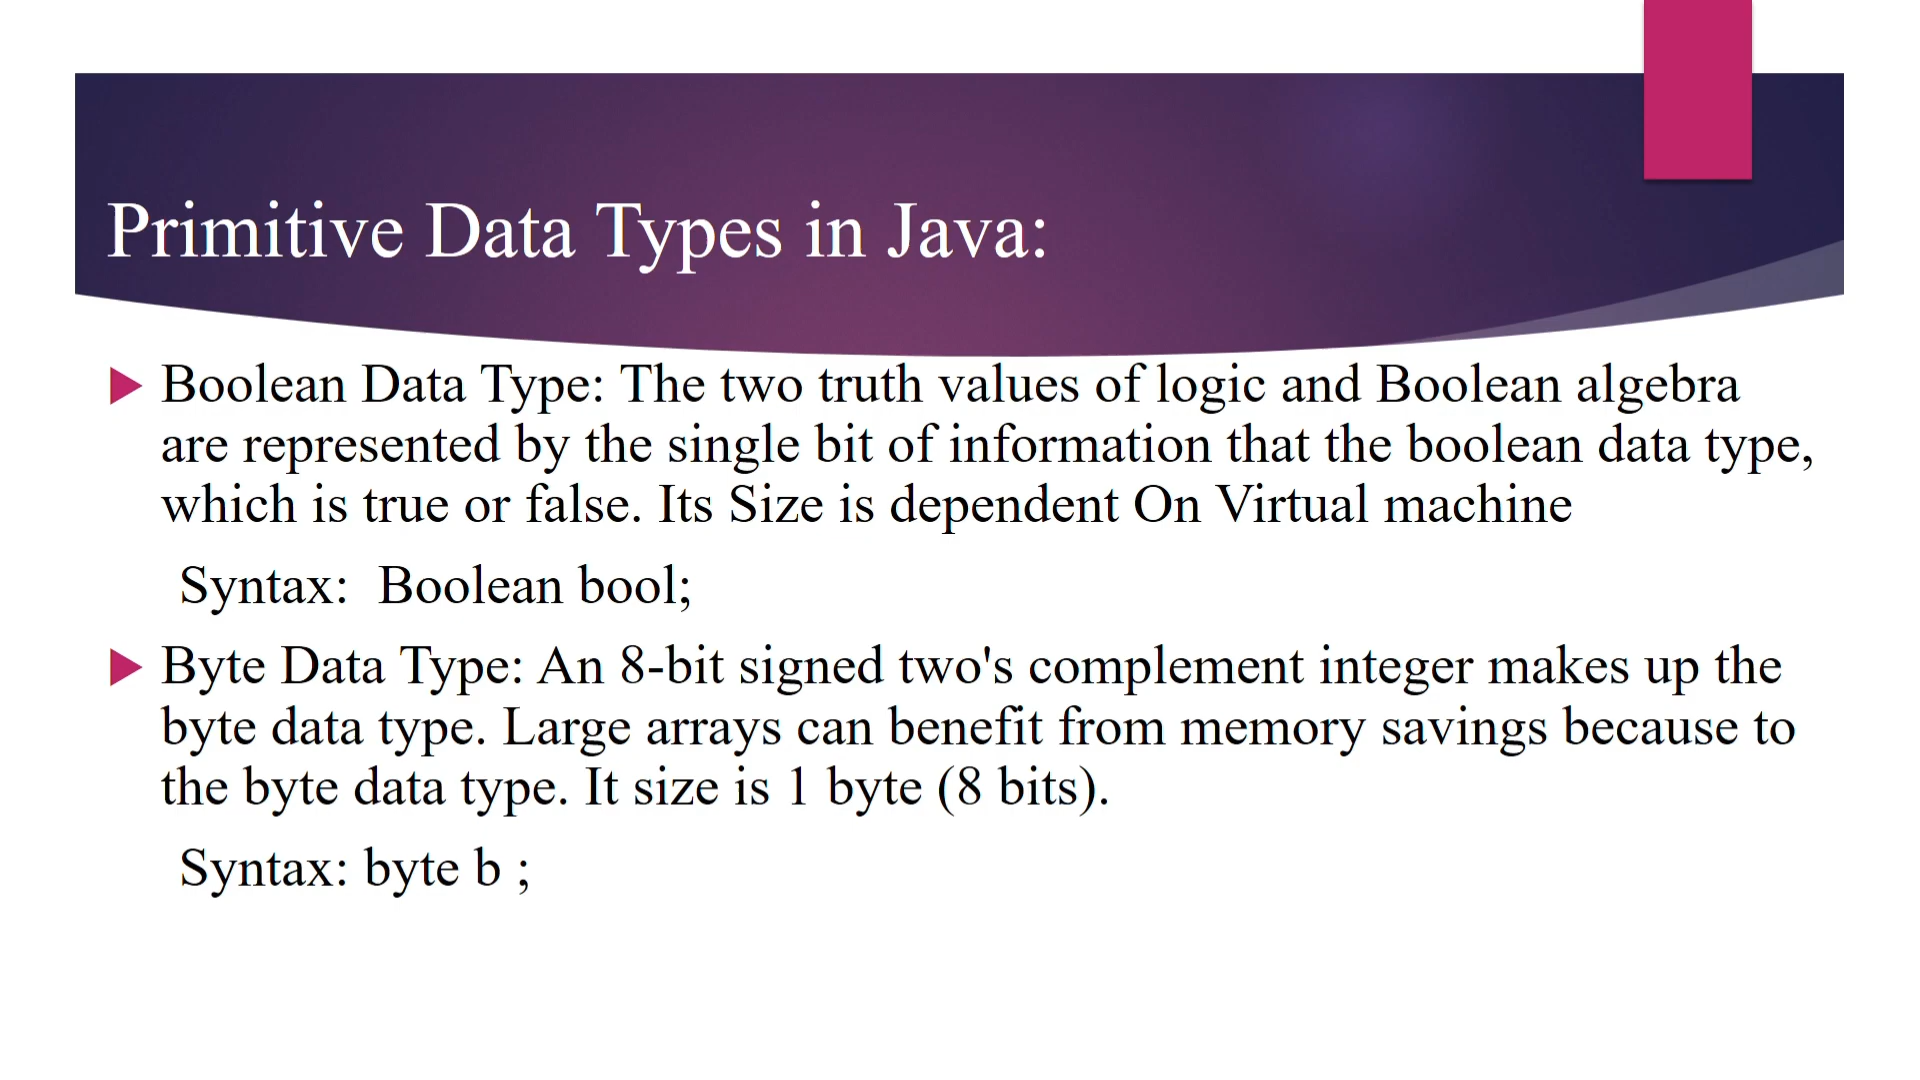 Primitive Data Types in Java:
Boolean Data Type: The two truth values of logic and Boolean algebra
are represented by the single bit of information that the boolean data type,
which is true or false. Its Size is dependent On Virtual machine
Syntax:  Boolean bool;
Byte Data Type: An 8-bit signed two's complement integer makes up the
byte data type. Large arrays can benefit from memory savings because to
the byte data type. It size is 1 byte (8 bits).
Syntax: byte b ;